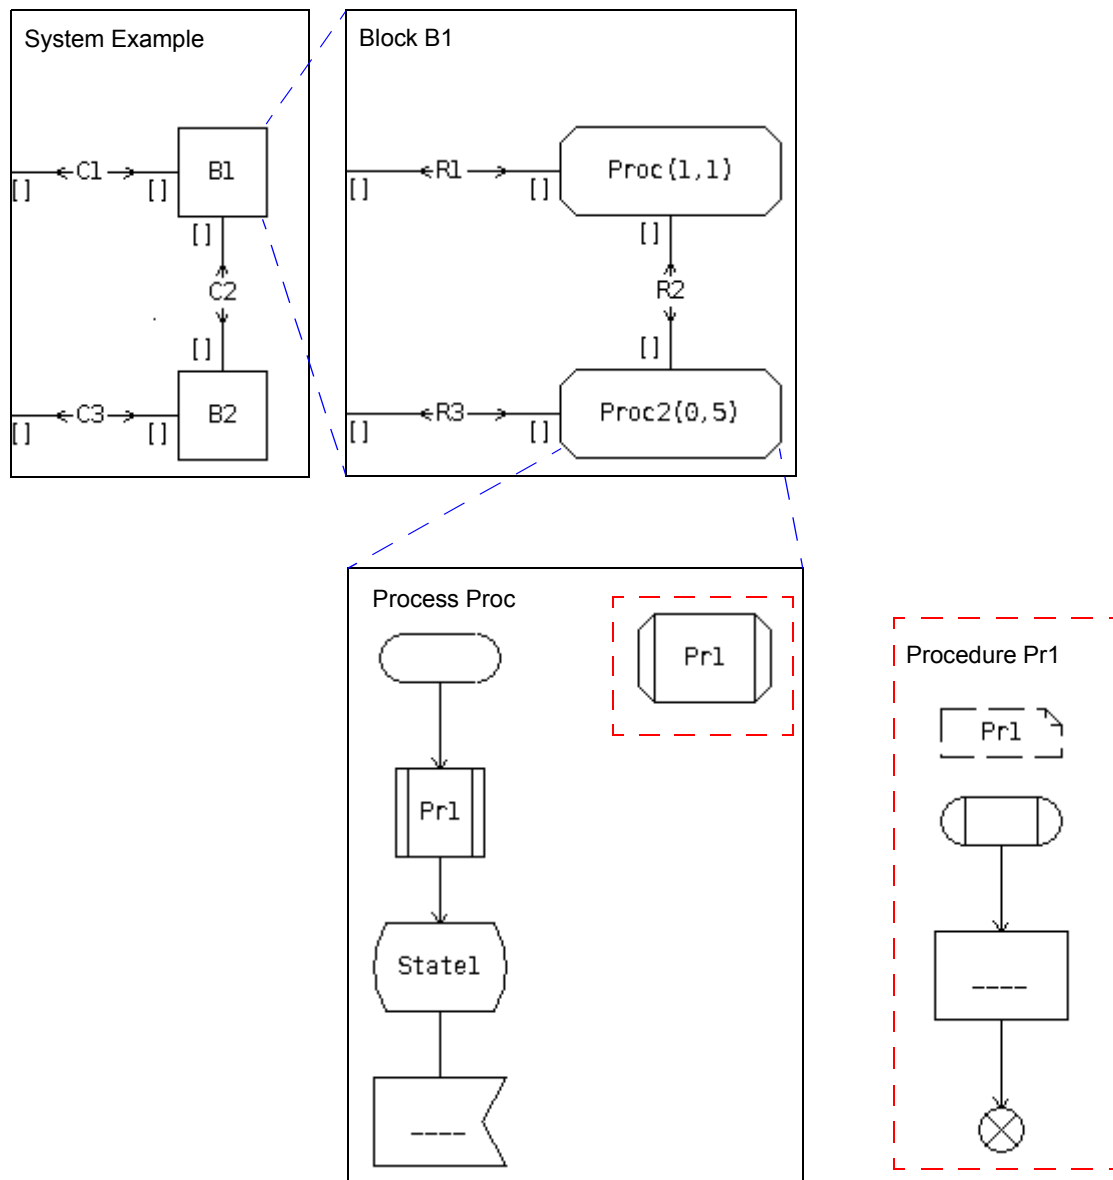 System Example
Block B1
[ ]
C1
[ ]
B1
[ ]
C2
[ ]
[ ]
C3
[ ]
B2
[ ]
R1
[ ]
Proc(1,1)
[ ]
R2
[ ]
[ ]
R3
[ ]
Proc2(0,5)
Process Proc
Pr1
Pr1
State1
----
Procedure Pr1
Pr1
----